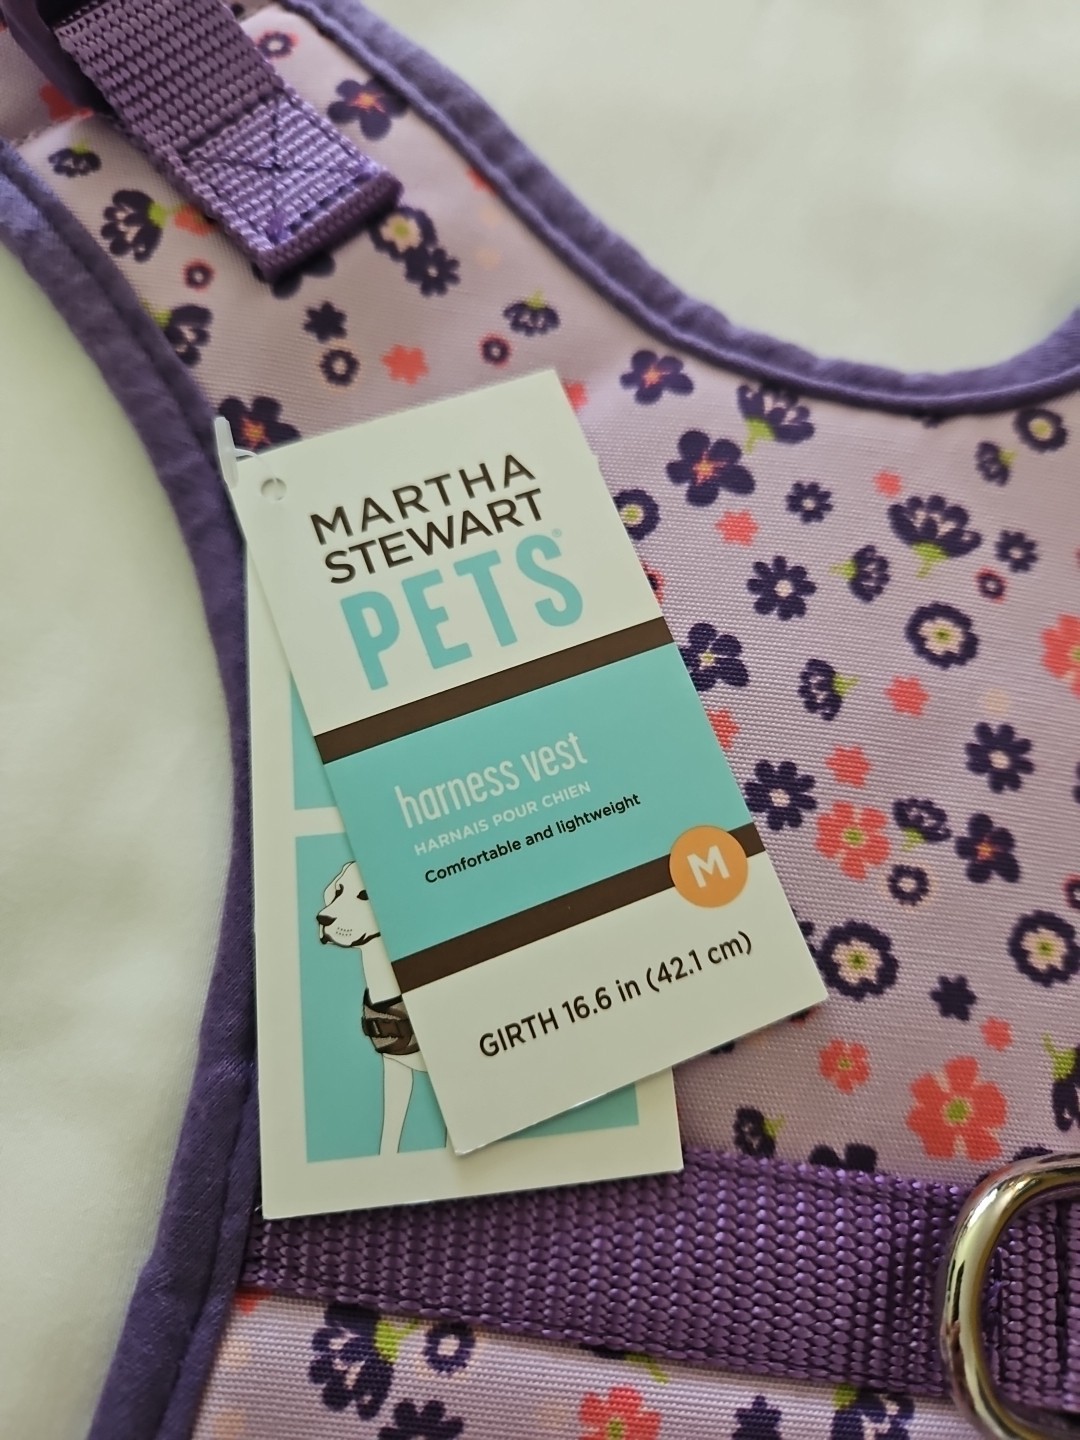 MARTHA
STEWART
PETS®
harness vest
HARNAIS POUR CHIEN
Comfortable and lightweight
M
GIRTH 16.6 in (42.1 cm)